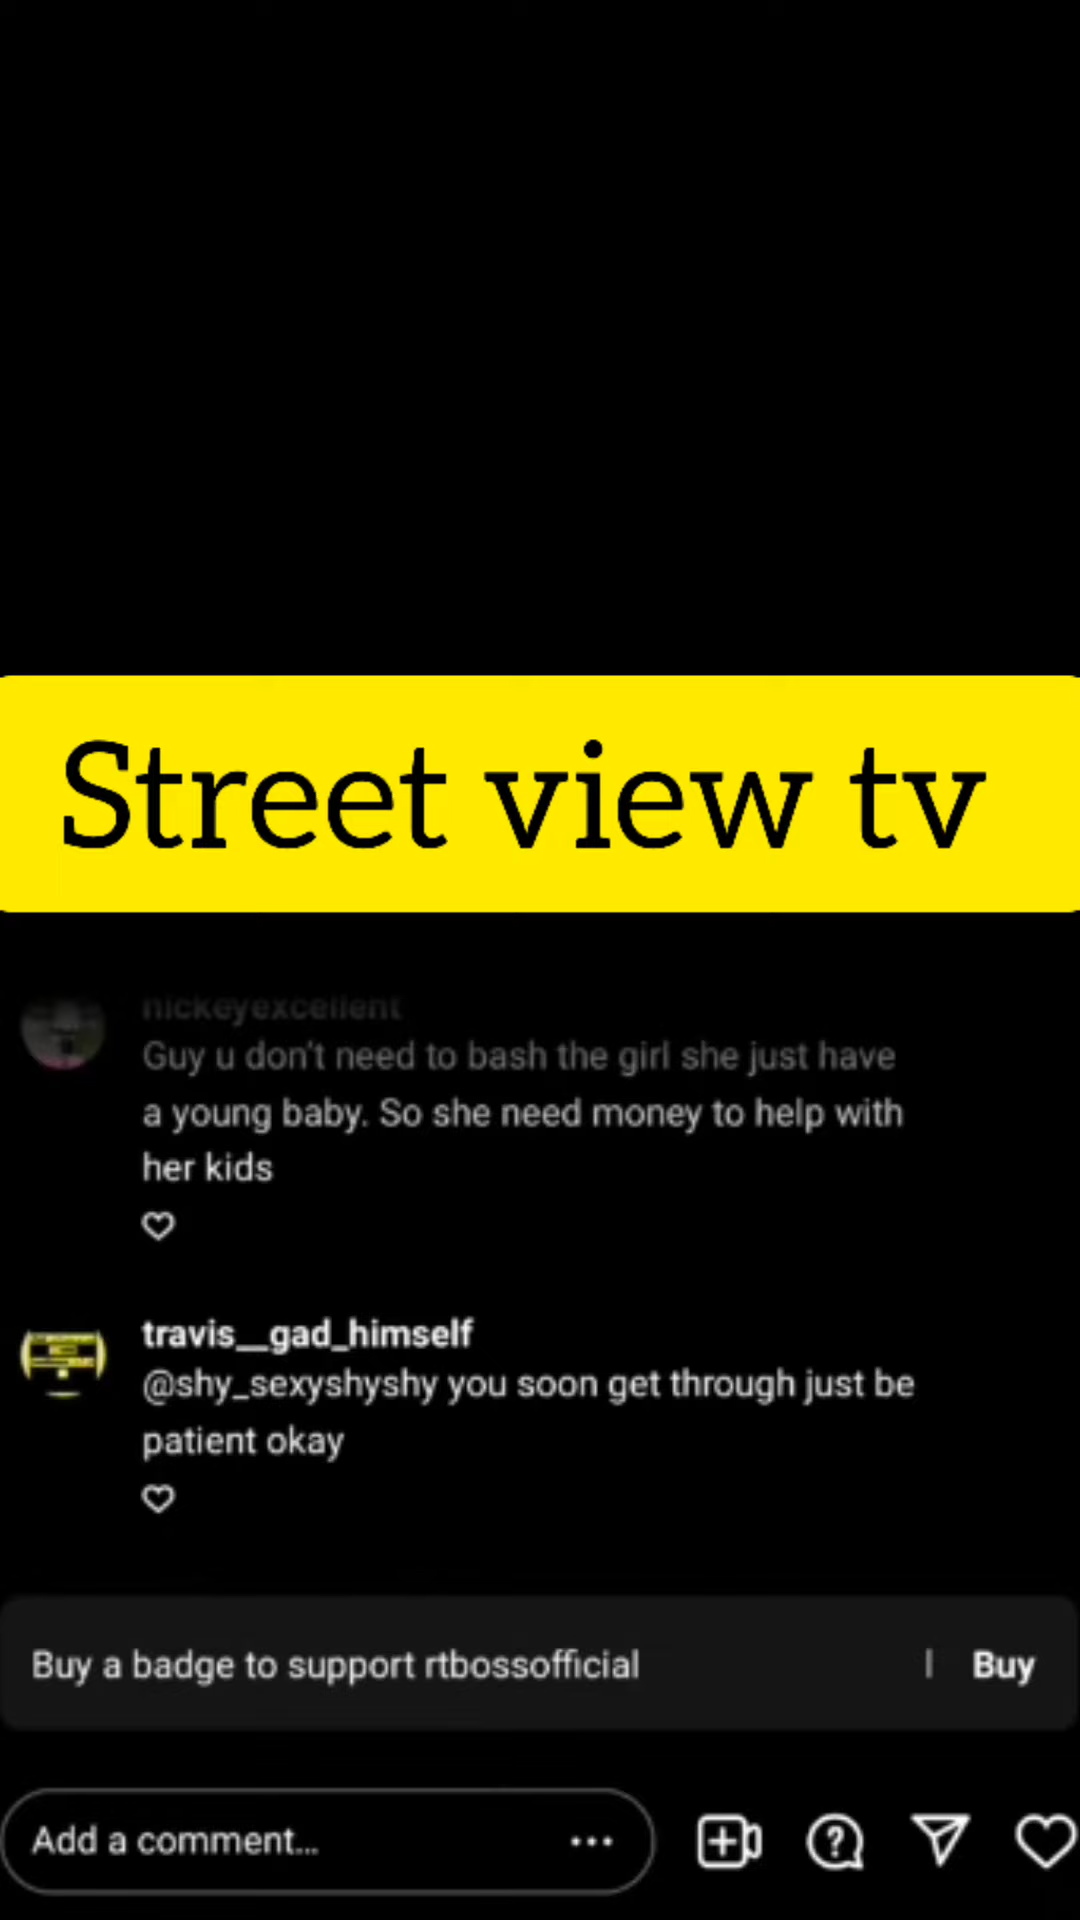 Street view tv
nickeyexcellent
Guy u don't need to bash the girl she just have
a young baby. So she need money to help with
her kids
travis__gad_himself
@shy_sexyshyshy you soon get through just be
patient okay
Buy a badge to support rtbossofficial | Buy
Add a comment...